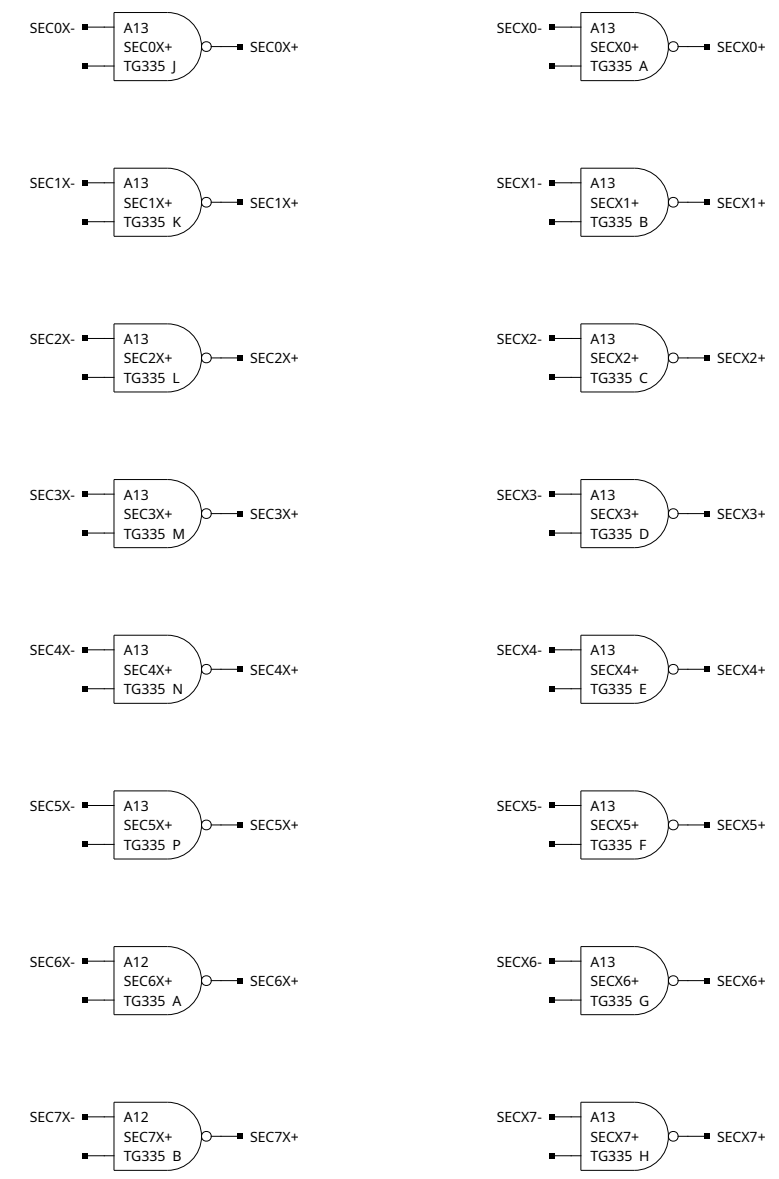 SEC0X- A13
SEC0X+ SEC0X+
TG335 J
SECX0- A13
SECX0+ SECX0+
TG335 A
SEC1X- A13
SEC1X+ SEC1X+
TG335 K
SECX1- A13
SECX1+ SECX1+
TG335 B
SEC2X- A13
SEC2X+ SEC2X+
TG335 L
SECX2- A13
SECX2+ SECX2+
TG335 C
SEC3X- A13
SEC3X+ SEC3X+
TG335 M
SECX3- A13
SECX3+ SECX3+
TG335 D
SEC4X- A13
SEC4X+ SEC4X+
TG335 N
SECX4- A13
SECX4+ SECX4+
TG335 E
SEC5X- A13
SEC5X+ SEC5X+
TG335 P
SECX5- A13
SECX5+ SECX5+
TG335 F
SEC6X- A12
SEC6X+ SEC6X+
TG335 A
SECX6- A13
SECX6+ SECX6+
TG335 G
SEC7X- A12
SEC7X+ SEC7X+
TG335 B
SECX7- A13
SECX7+ SECX7+
TG335 H